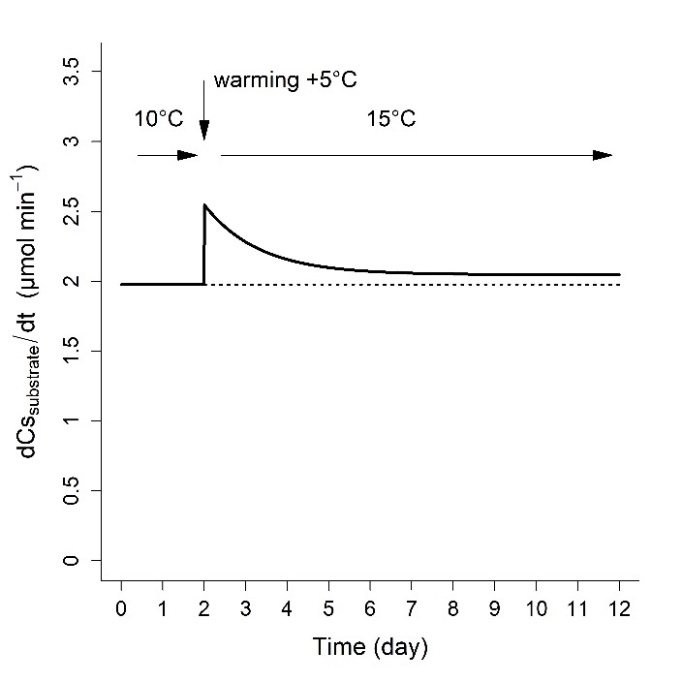 warming +5°C
10°C 15°C
3.5
3
2.5
2
1.5
1
0.5
0
dCs_substrate/dt (μmol min⁻¹)
0 1 2 3 4 5 6 7 8 9 10 11 12
Time (day)